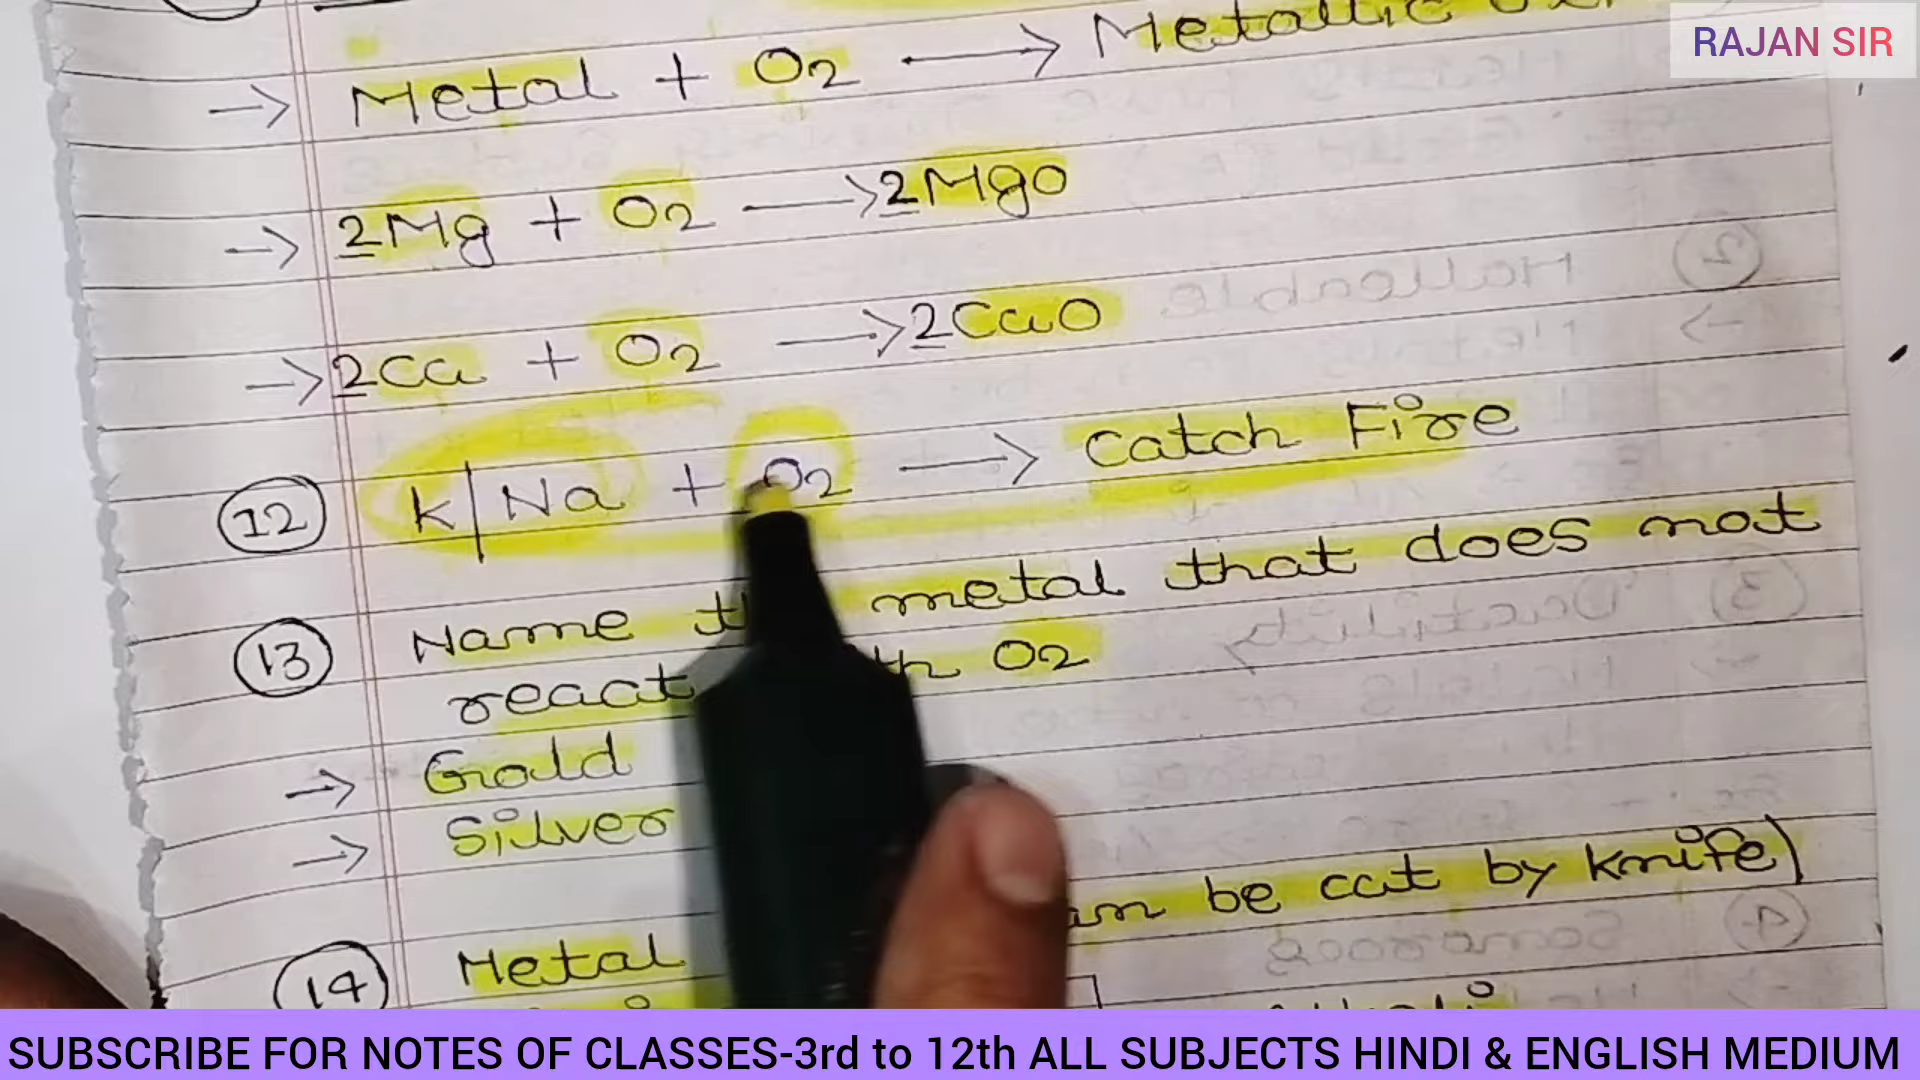 RAJAN SIR
→ Metal + O2 → Metallic
→ 2Mg + O2 → 2MgO
→ 2Ca + O2 → 2CaO
12 K | Na + O2 → Catch Fire
13 Name metal that does not
react O2
→ Gold
→ Silver
14 Metal be cut by knife)
SUBSCRIBE FOR NOTES OF CLASSES-3rd to 12th ALL SUBJECTS HINDI & ENGLISH MEDIUM